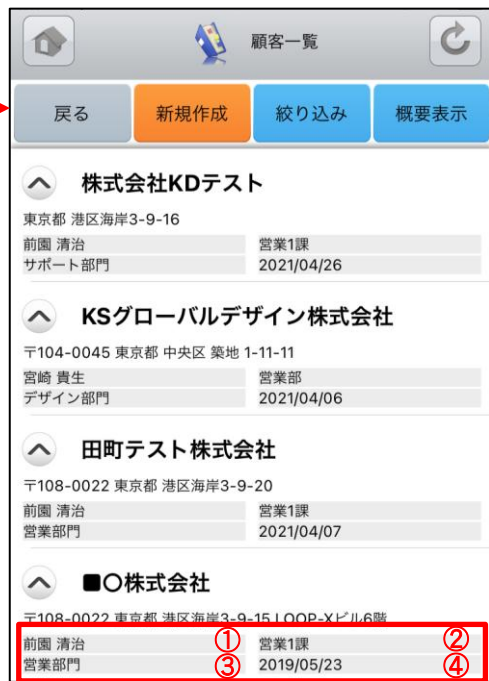 顧客一覧
戻る 新規作成 絞り込み 概要表示
株式会社KDテスト
東京都 港区海岸3-9-16
前園 清治 営業1課
サポート部門 2021/04/26
KSグローバルデザイン株式会社
〒104-0045 東京都 中央区 築地 1-11-11
宮崎 貴生 営業部
デザイン部門 2021/04/06
田町テスト株式会社
〒108-0022 東京都 港区海岸3-9-20
前園 清治 営業1課
営業部門 2021/04/07
■〇株式会社
〒108-0022 東京都 港区海岸3-9-15 LOOP-Xビル6階
前園 清治 ① 営業1課 ②
営業部門 ③ 2019/05/23 ④